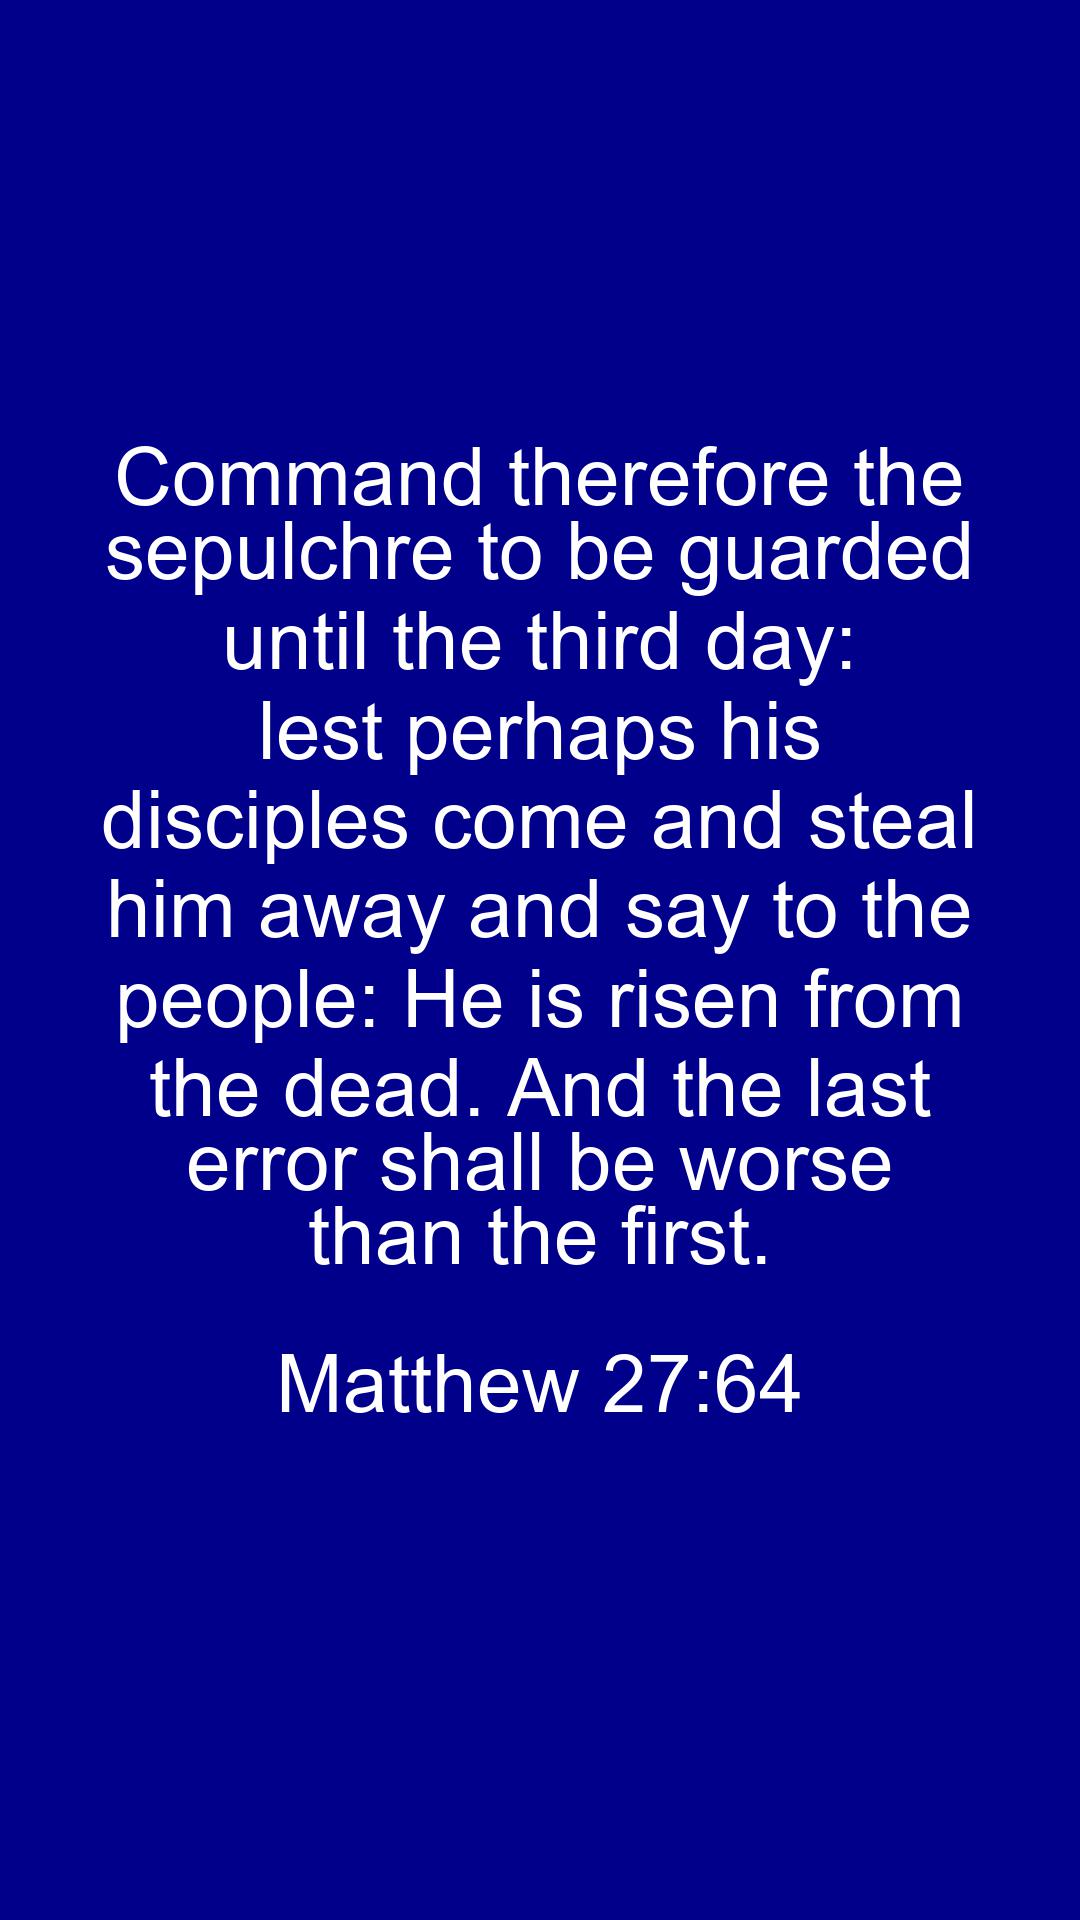 Command therefore the
sepulchre to be guarded
until the third day:
lest perhaps his
disciples come and steal
him away and say to the
people: He is risen from
the dead. And the last
error shall be worse
than the first.
Matthew 27:64